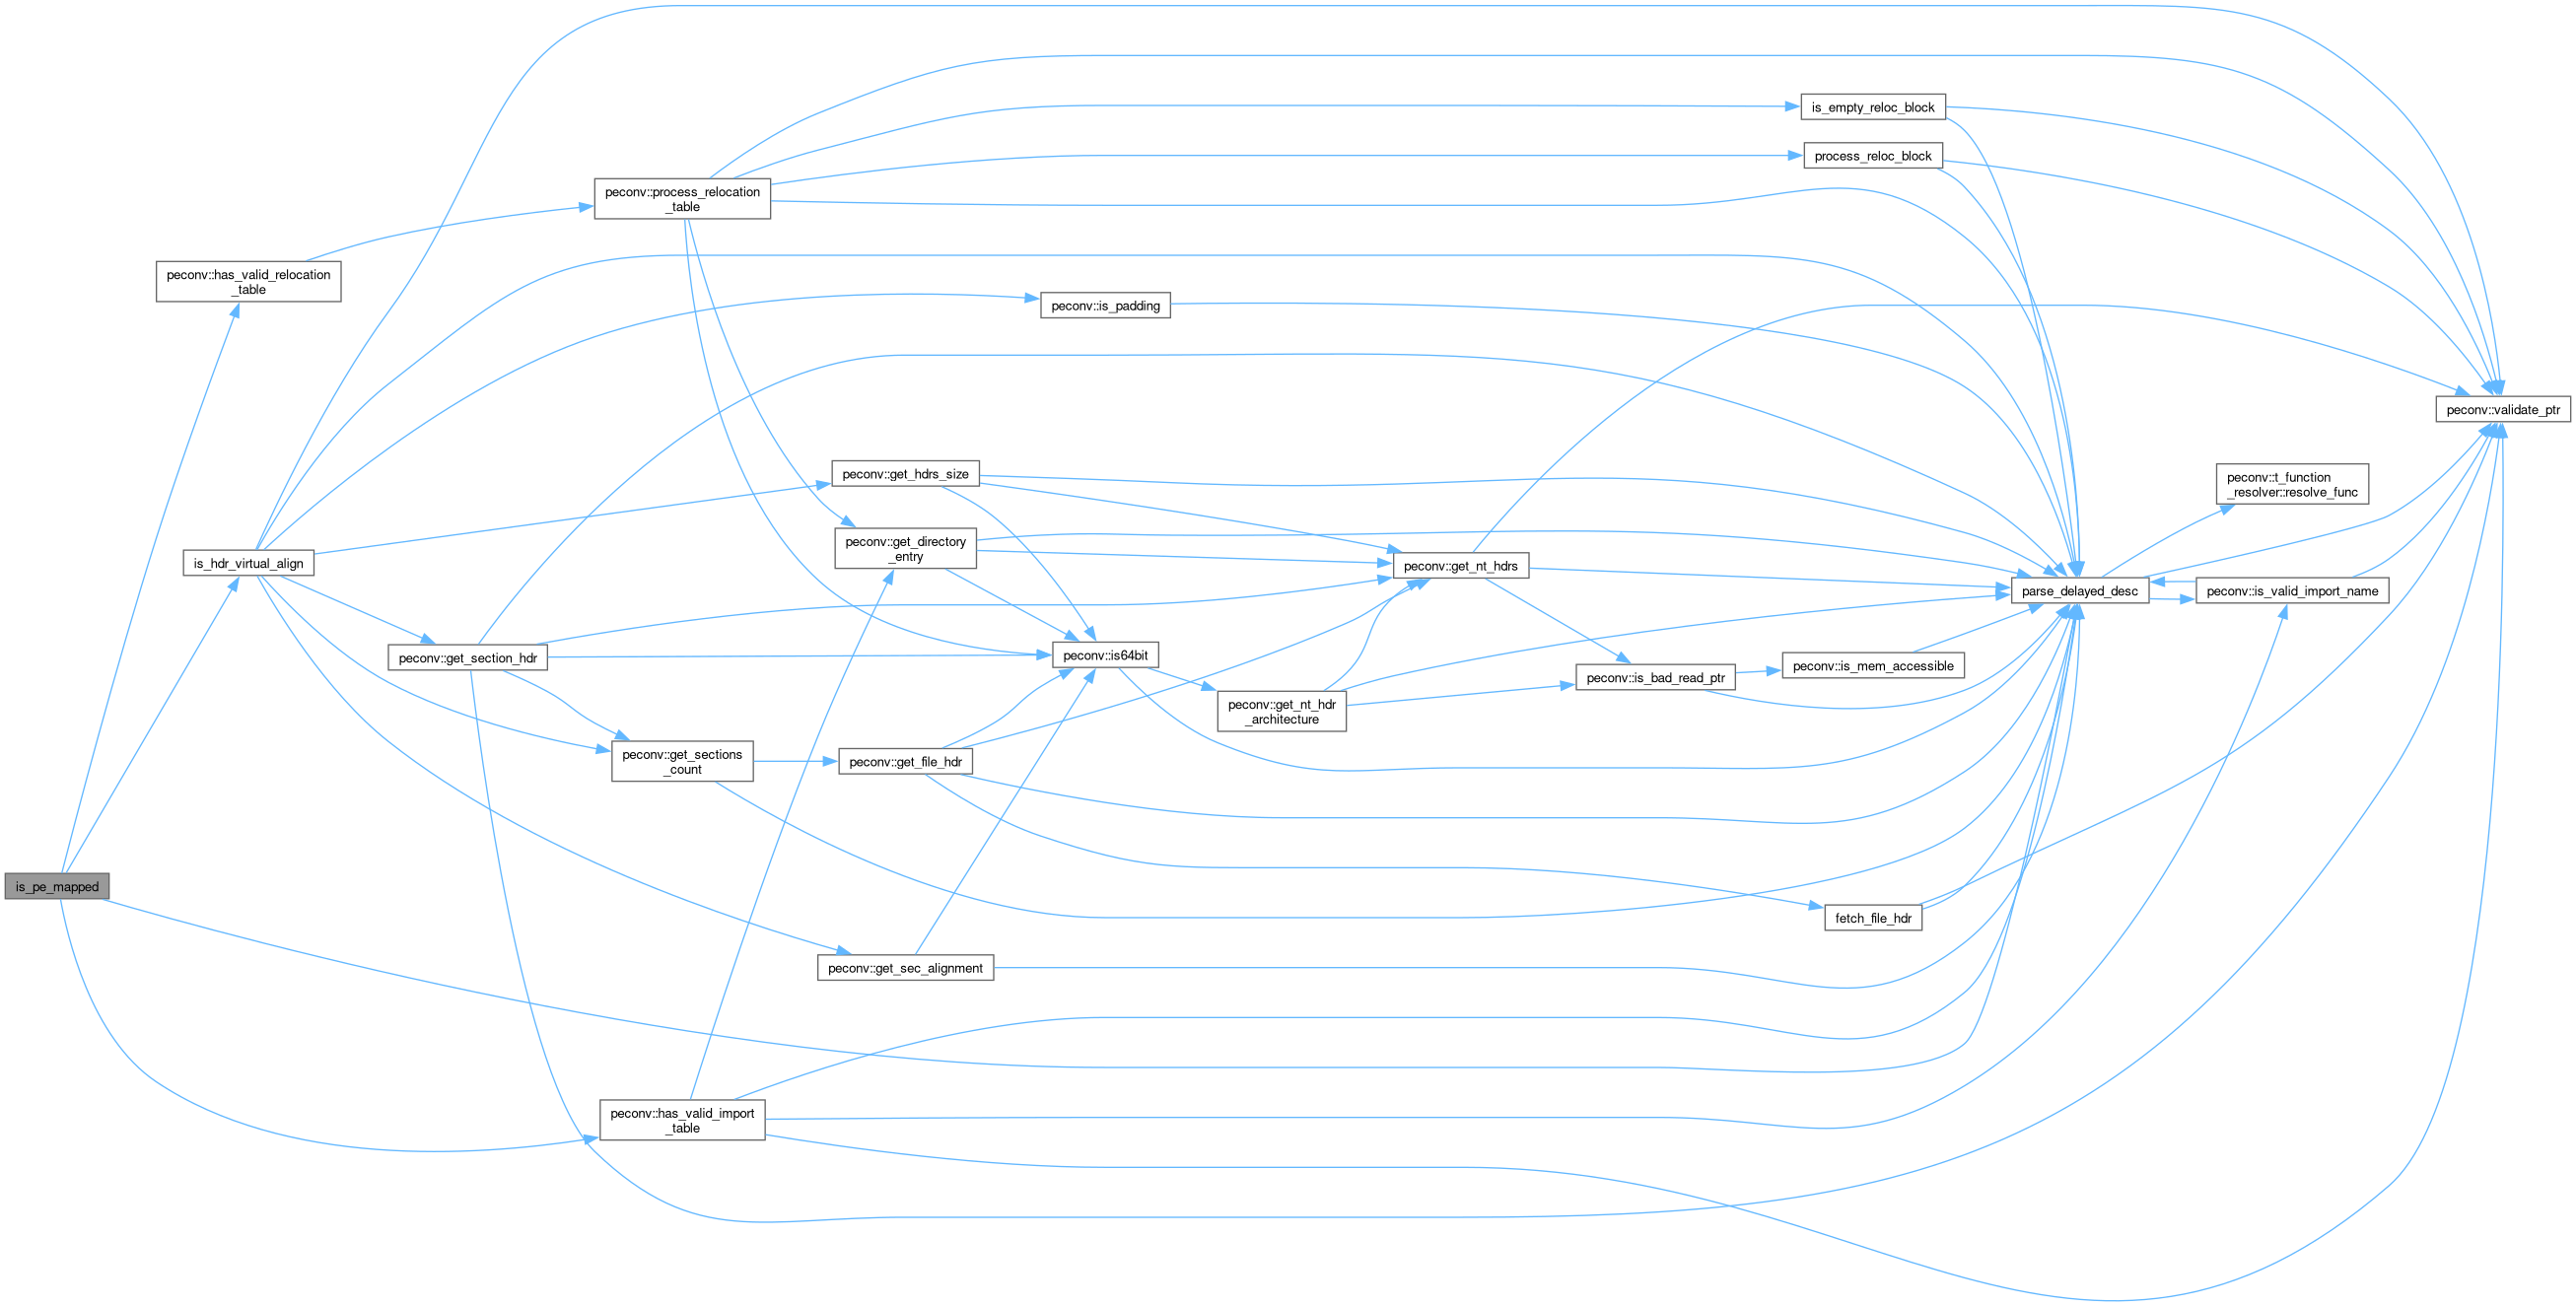 is_empty_reloc_block
process_reloc_block
peconv::process_relocation
_table
peconv::has_valid_relocation
_table
peconv::is_padding
peconv::validate_ptr
peconv::get_hdrs_size
peconv::t_function
_resolver::resolve_func
peconv::get_directory
_entry
is_hdr_virtual_align
peconv::get_nt_hdrs
parse_delayed_desc
peconv::is_valid_import_name
peconv::get_section_hdr
peconv::is64bit
peconv::is_mem_accessible
peconv::is_bad_read_ptr
peconv::get_nt_hdr
_architecture
peconv::get_sections
_count
peconv::get_file_hdr
is_pe_mapped
fetch_file_hdr
peconv::get_sec_alignment
peconv::has_valid_import
_table